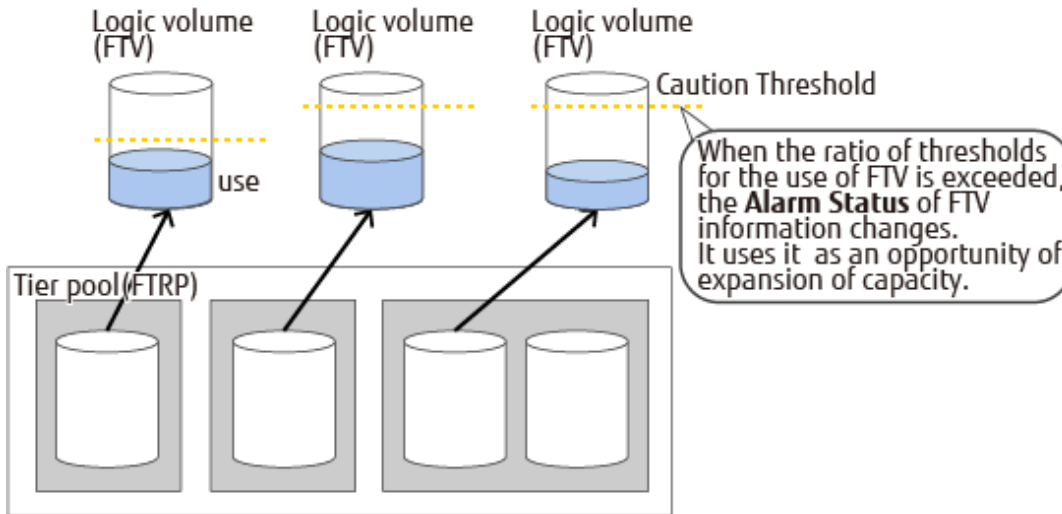 Logic volume
(FTV)
Logic volume
(FTV)
Logic volume
(FTV)
Caution Threshold
When the ratio of thresholds
for the use of FTV is exceeded,
the Alarm Status of FTV
information changes.
It uses it as an opportunity of
expansion of capacity.
use
Tier pool(FTRP)